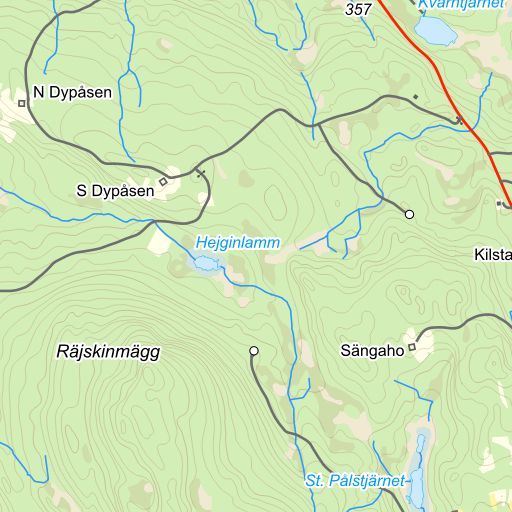 Kvarntjärnet
357
N Dypåsen
S Dypåsen
Hejginlamm
Kilsta
Räjskinmägg
Sängaho
St. Pålstjärnet